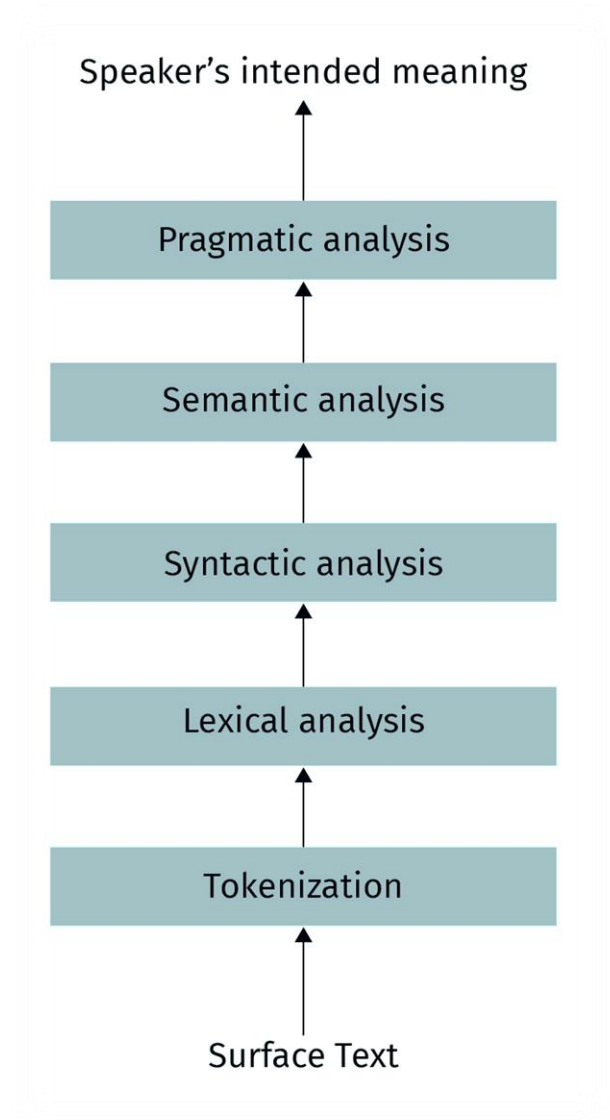 Speaker’s intended meaning
Pragmatic analysis
Semantic analysis
Syntactic analysis
Lexical analysis
Tokenization
Surface Text